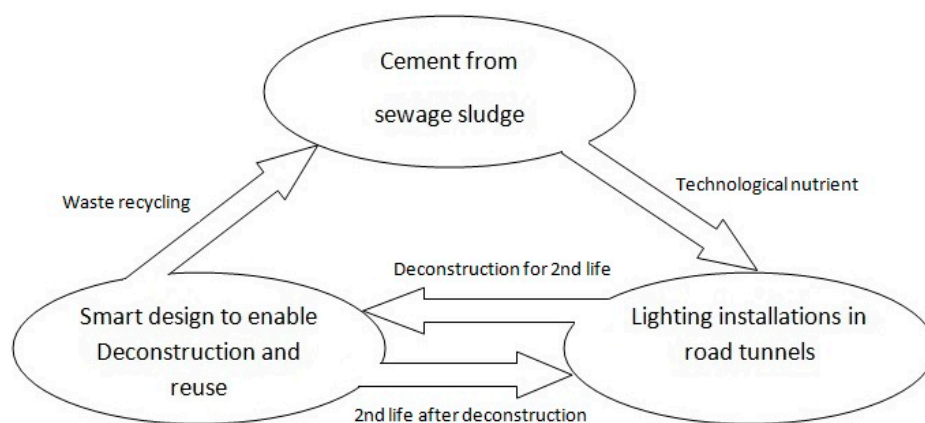 Cement from
sewage sludge
Waste recycling
Technological nutrient
Deconstruction for 2nd life
Smart design to enable
Deconstruction and
reuse
Lighting installations in
road tunnels
2nd life after deconstruction